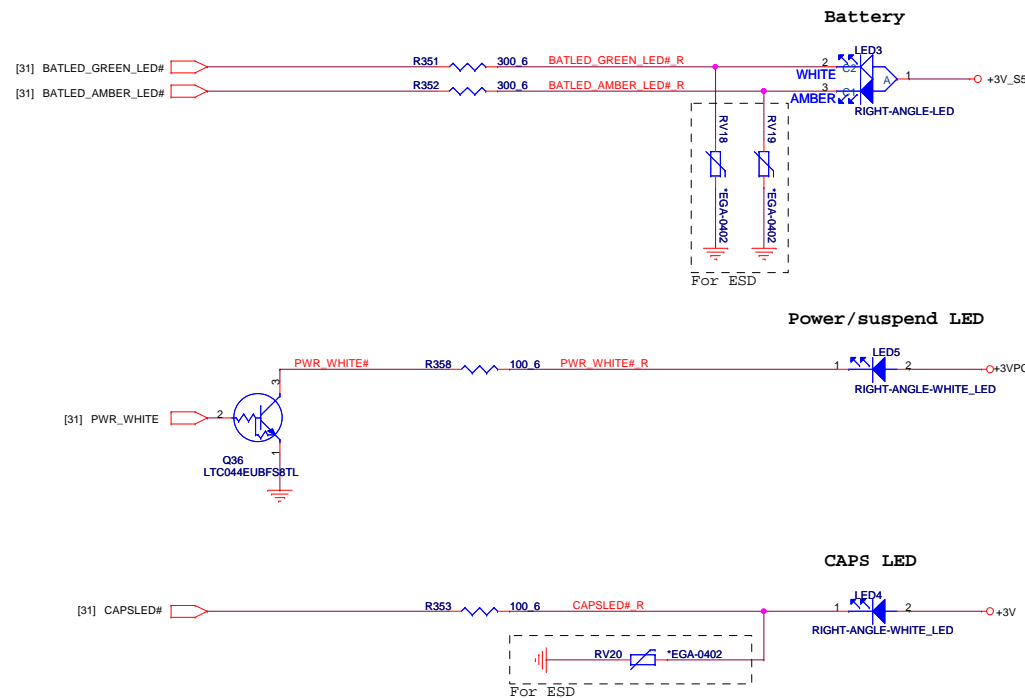 Battery
LED3
[31] BATLED_GREEN_LED# R351 300_6 BATLED_GREEN_LED#_R 2 C2
WHITE A 1 +3V_S5
[31] BATLED_AMBER_LED# R352 300_6 BATLED_AMBER_LED#_R 3 C1
AMBER
RIGHT-ANGLE-LED
RV18 RV19
*EGA-0402 *EGA-0402
For ESD
Power/suspend LED
LED5
PWR_WHITE# R358 100_6 PWR_WHITE#_R 1 2 +3VPC
RIGHT-ANGLE-WHITE_LED
3
[31] PWR_WHITE 2
1
Q36
LTC044EUBFS8TL
CAPS LED
LED4
[31] CAPSLED# R353 100_6 CAPSLED#_R 1 2 +3V
RIGHT-ANGLE-WHITE_LED
RV20 *EGA-0402
For ESD